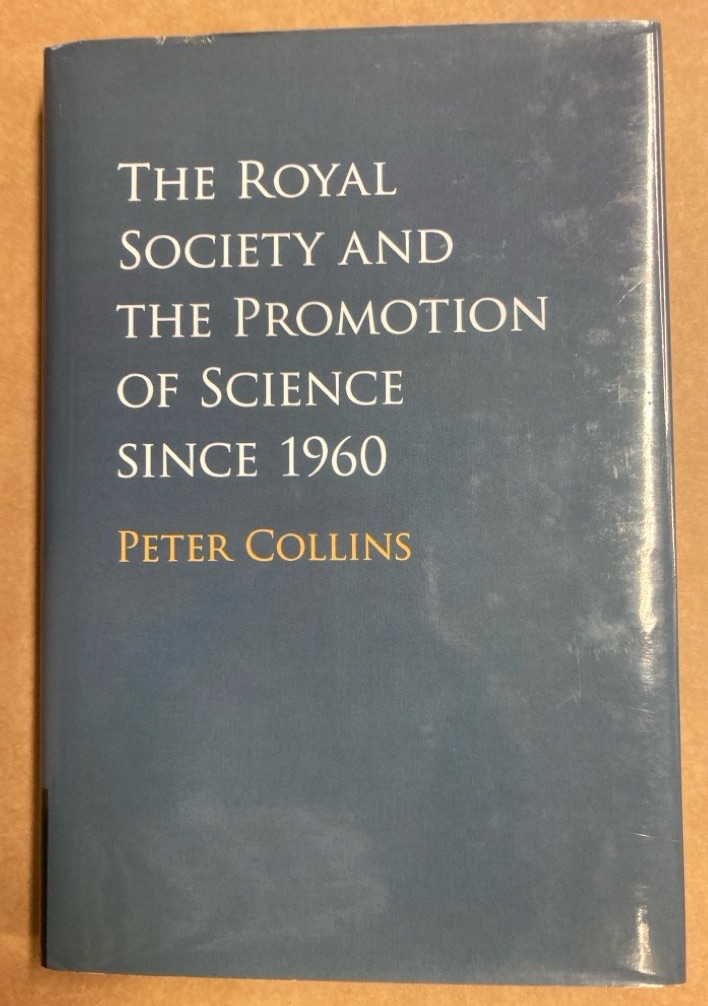 The Royal
Society and
the Promotion
of Science
since 1960
Peter Collins